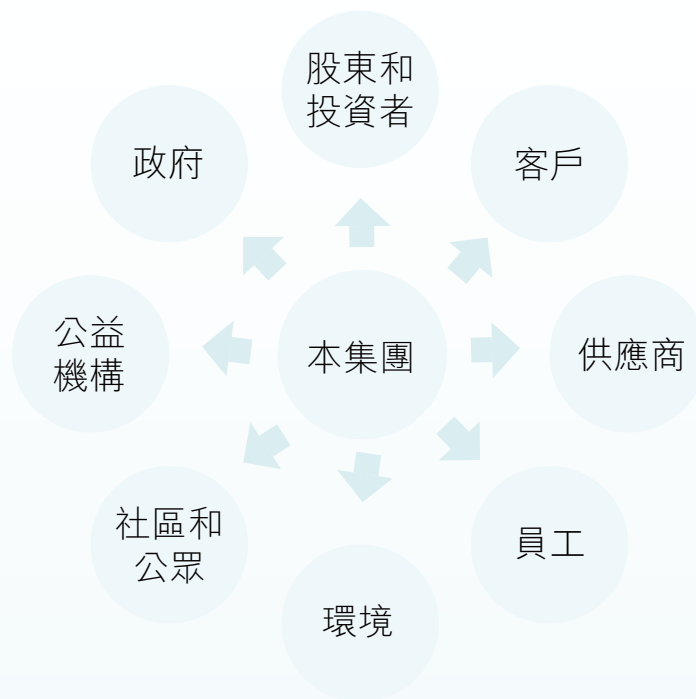 股東和
投資者
政府
客戶
公益
機構
本集團
供應商
社區和
公眾
員工
環境